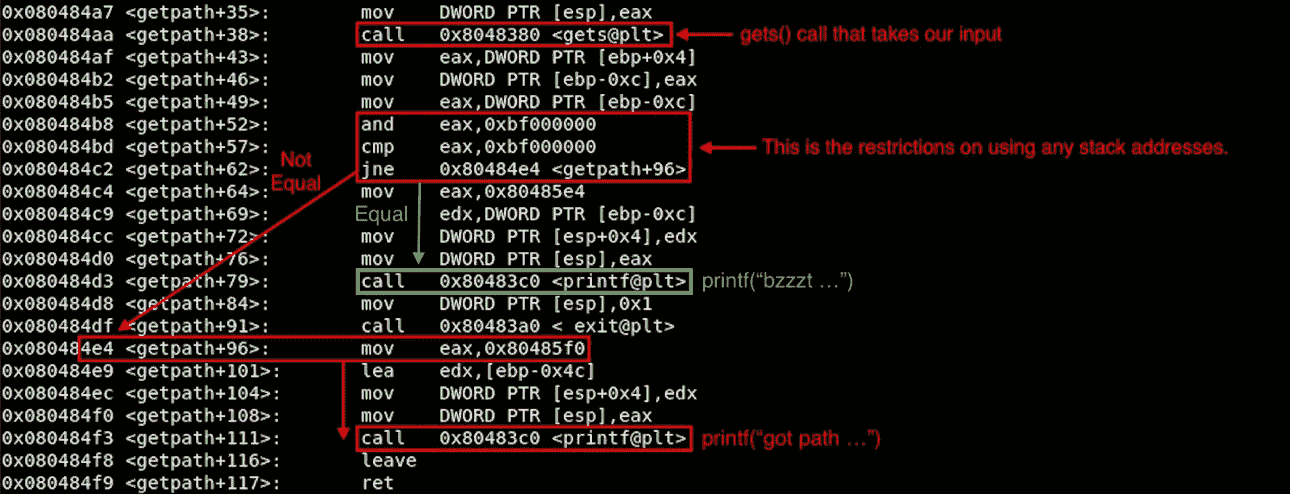 0x080484a7 <getpath+35>: mov DWORD PTR [esp],eax
0x080484aa <getpath+38>: call 0x8048380 <gets@plt> gets() call that takes our input
0x080484af <getpath+43>: mov eax,DWORD PTR [ebp+0x4]
0x080484b2 <getpath+46>: mov DWORD PTR [ebp-0xc],eax
0x080484b5 <getpath+49>: mov eax,DWORD PTR [ebp-0xc]
0x080484b8 <getpath+52>: and eax,0xbf000000
0x080484bd <getpath+57>: cmp eax,0xbf000000 This is the restrictions on using any stack addresses.
Not
0x080484c2 <getpath+62>: jne 0x80484e4 <getpath+96>
Equal
0x080484c4 <getpath+64>: mov eax,0x80485e4
0x080484c9 <getpath+69>: Equal edx,DWORD PTR [ebp-0xc]
0x080484cc <getpath+72>: mov DWORD PTR [esp+0x4],edx
0x080484d0 <getpath+76>: mov DWORD PTR [esp],eax
0x080484d3 <getpath+79>: call 0x80483c0 <printf@plt> printf(“bzzzt …”)
0x080484d8 <getpath+84>: mov DWORD PTR [esp],0x1
0x080484df <getpath+91>: call 0x80483a0 < exit@plt>
0x080484e4 <getpath+96>: mov eax,0x80485f0
0x080484e9 <getpath+101>: lea edx,[ebp-0x4c]
0x080484ec <getpath+104>: mov DWORD PTR [esp+0x4],edx
0x080484f0 <getpath+108>: mov DWORD PTR [esp],eax
0x080484f3 <getpath+111>: call 0x80483c0 <printf@plt> printf(“got path …”)
0x080484f8 <getpath+116>: leave
0x080484f9 <getpath+117>: ret